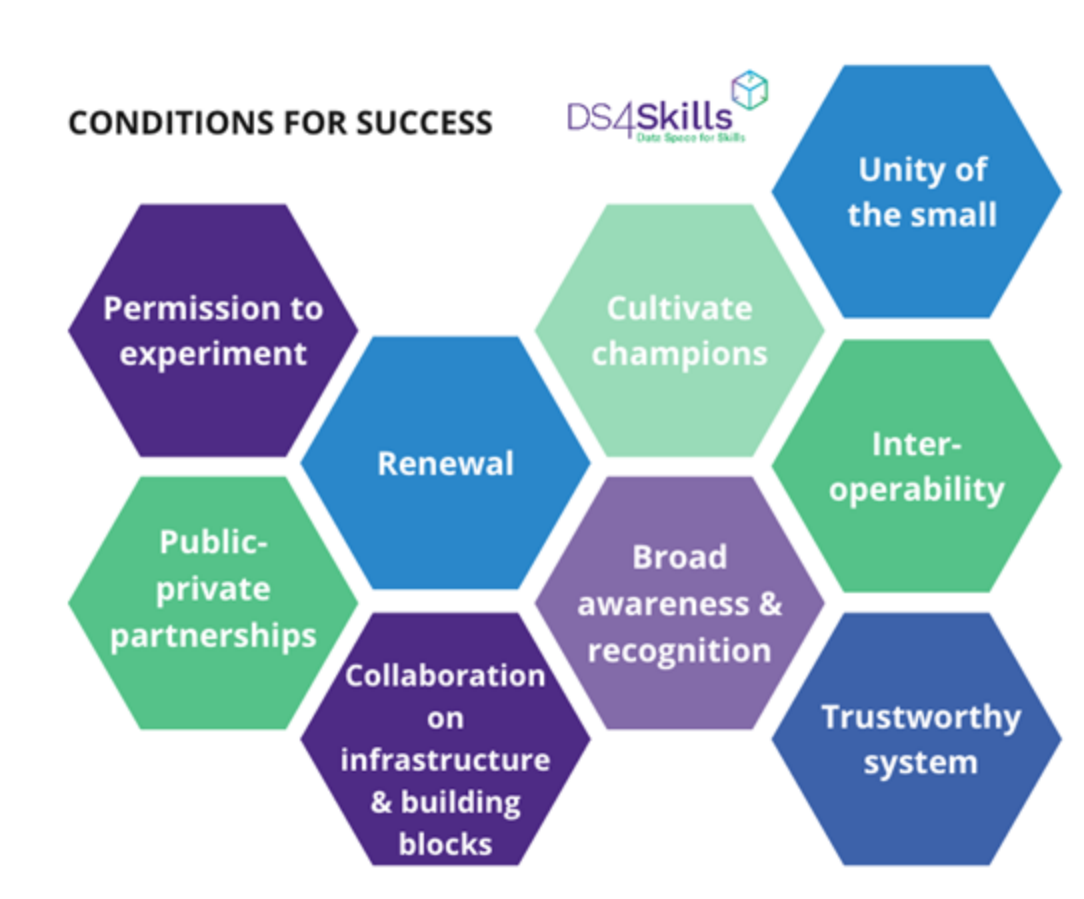 CONDITIONS FOR SUCCESS
DS4Skills
Data Space for Skills
Unity of
the small
Permission to
experiment
Cultivate
champions
Renewal
Inter-
operability
Public-
private
partnerships
Broad
awareness &
recognition
Collaboration
on
infrastructure
& building
blocks
Trustworthy
system